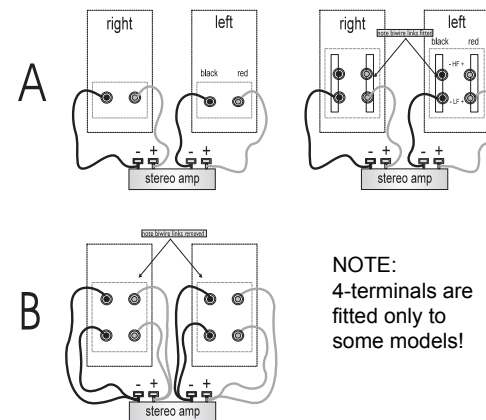 A
right
left
black red
- +
- +
stereo amp
right
left
note biwire links fitted
black red
- HF +
- LF +
- +
- +
stereo amp
B
note biwire links removed
- +
- +
stereo amp
NOTE:
4-terminals are
fitted only to
some models!